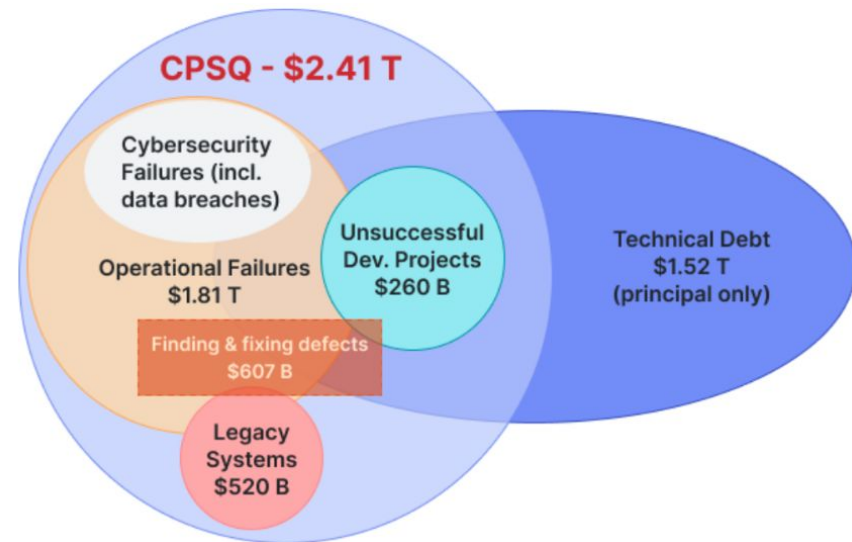 CPSQ - $2.41 T
Cybersecurity
Failures (incl.
data breaches)
Operational Failures
$1.81 T
Unsuccessful
Dev. Projects
$260 B
Technical Debt
$1.52 T
(principal only)
Finding & fixing defects
$607 B
Legacy
Systems
$520 B